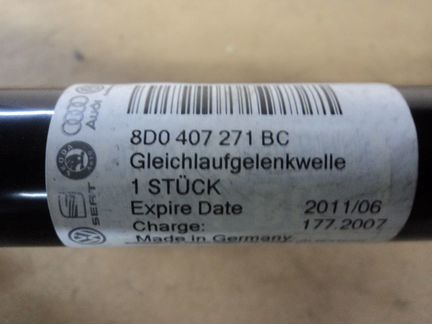 8D0 407 271 BC
Gleichlaufgelenkwelle
1 STÜCK
Expire Date 2011/06
Charge: 177.2007
Made in Germany
Audi
SKODA
SEAT